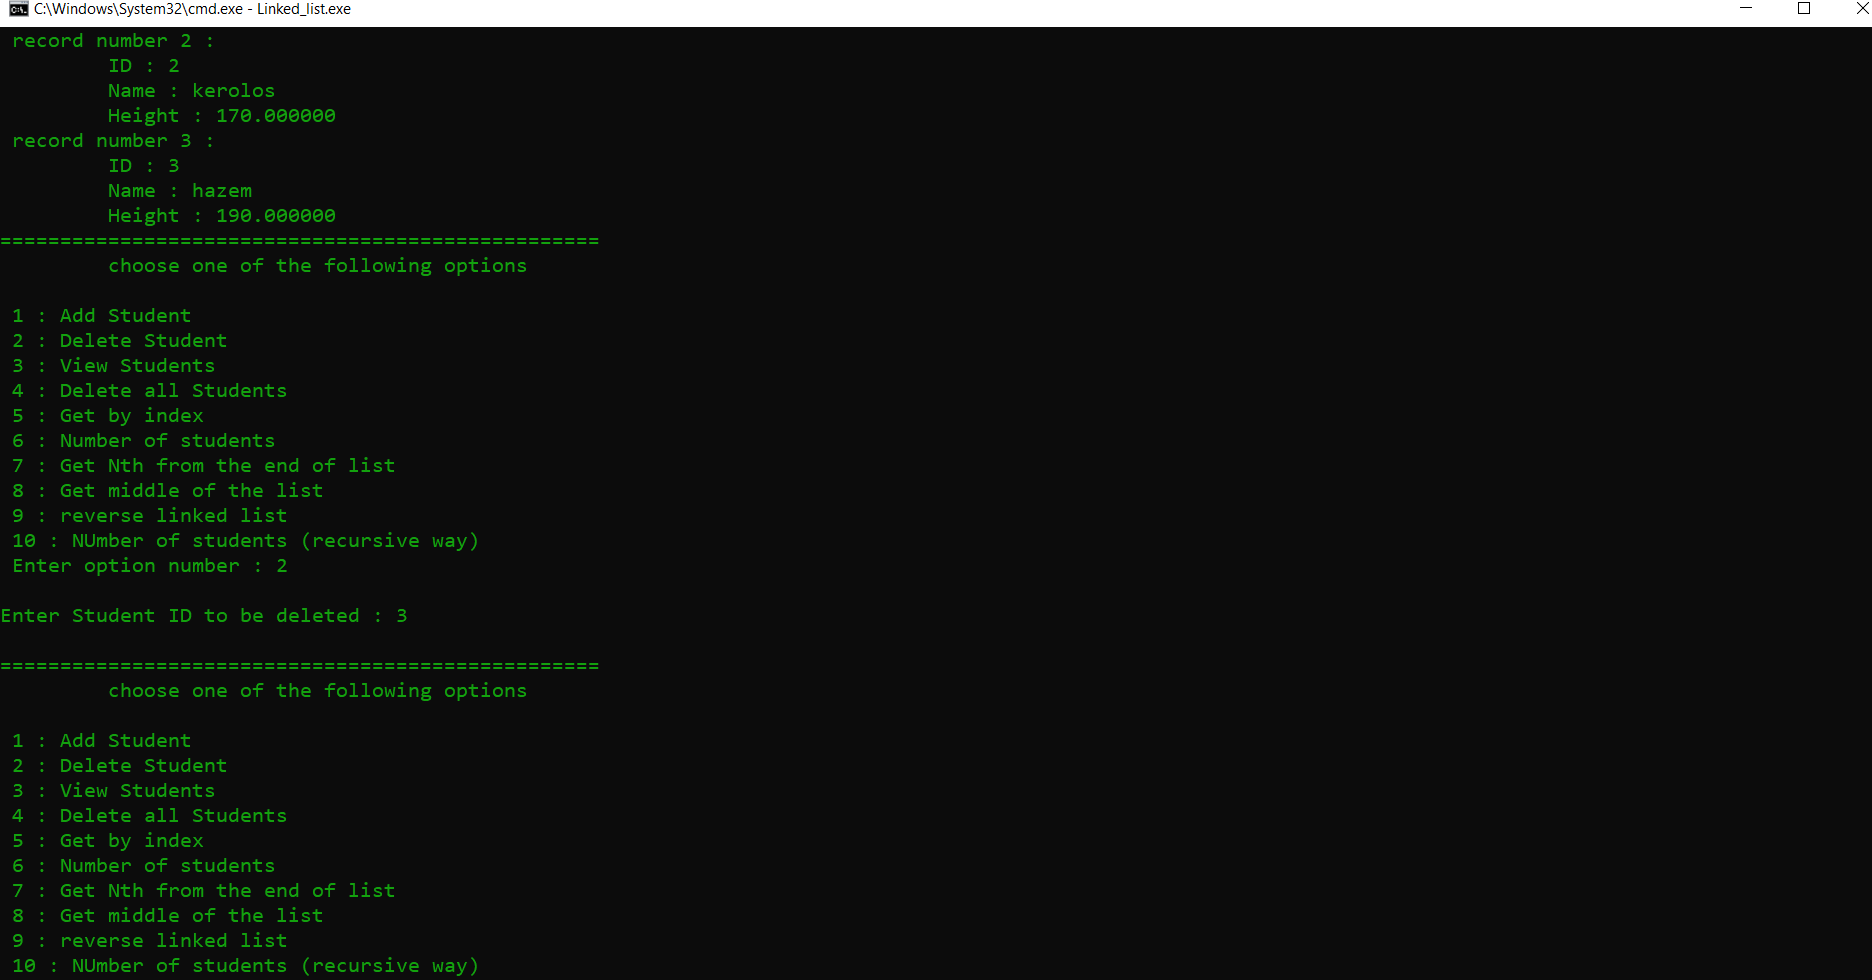 C:\Windows\System32\cmd.exe - Linked_list.exe
record number 2 :
ID : 2
Name : kerolos
Height : 170.000000
record number 3 :
ID : 3
Name : hazem
Height : 190.000000
==================================================
choose one of the following options
1 : Add Student
2 : Delete Student
3 : View Students
4 : Delete all Students
5 : Get by index
6 : Number of students
7 : Get Nth from the end of list
8 : Get middle of the list
9 : reverse linked list
10 : NUmber of students (recursive way)
Enter option number : 2
Enter Student ID to be deleted : 3
==================================================
choose one of the following options
1 : Add Student
2 : Delete Student
3 : View Students
4 : Delete all Students
5 : Get by index
6 : Number of students
7 : Get Nth from the end of list
8 : Get middle of the list
9 : reverse linked list
10 : NUmber of students (recursive way)